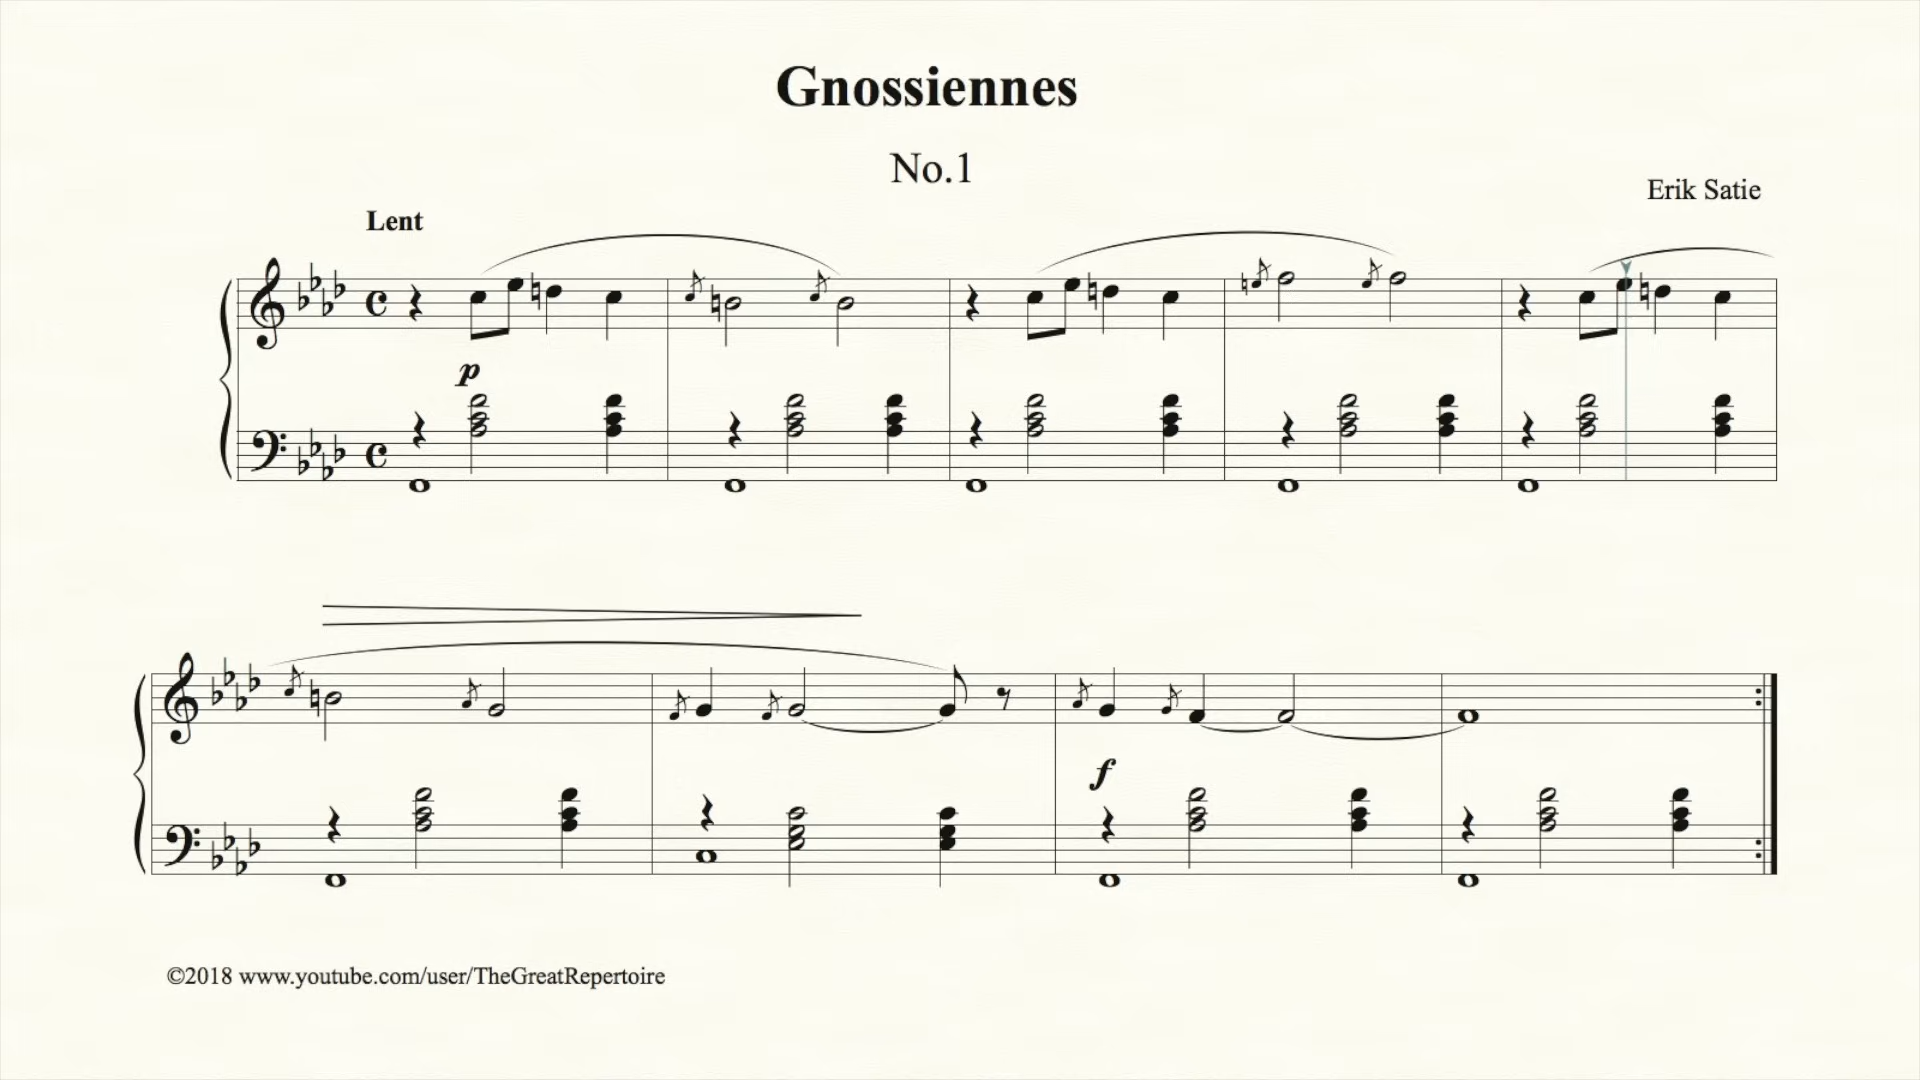 Gnossiennes
No.1
Erik Satie
Lent
p
f
©2018 www.youtube.com/user/TheGreatRepertoire